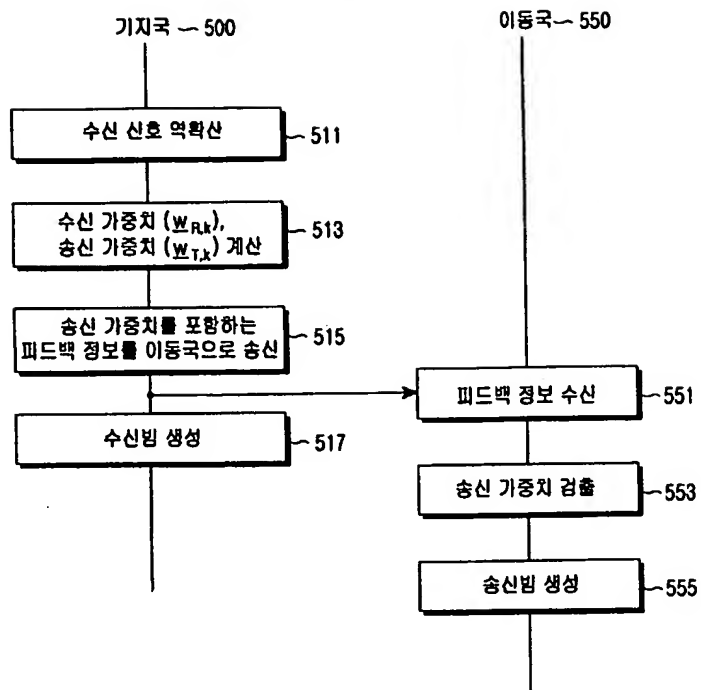 기지국 ~ 500
이동국 ~ 550
수신 신호 역확산
~ 511
수신 가중치 (w_R,k),
송신 가중치 (w_T,k) 계산
~ 513
송신 가중치를 포함하는
피드백 정보를 이동국으로 송신
~ 515
피드백 정보 수신
~ 551
수신빔 생성
~ 517
송신 가중치 검출
~ 553
송신빔 생성
~ 555